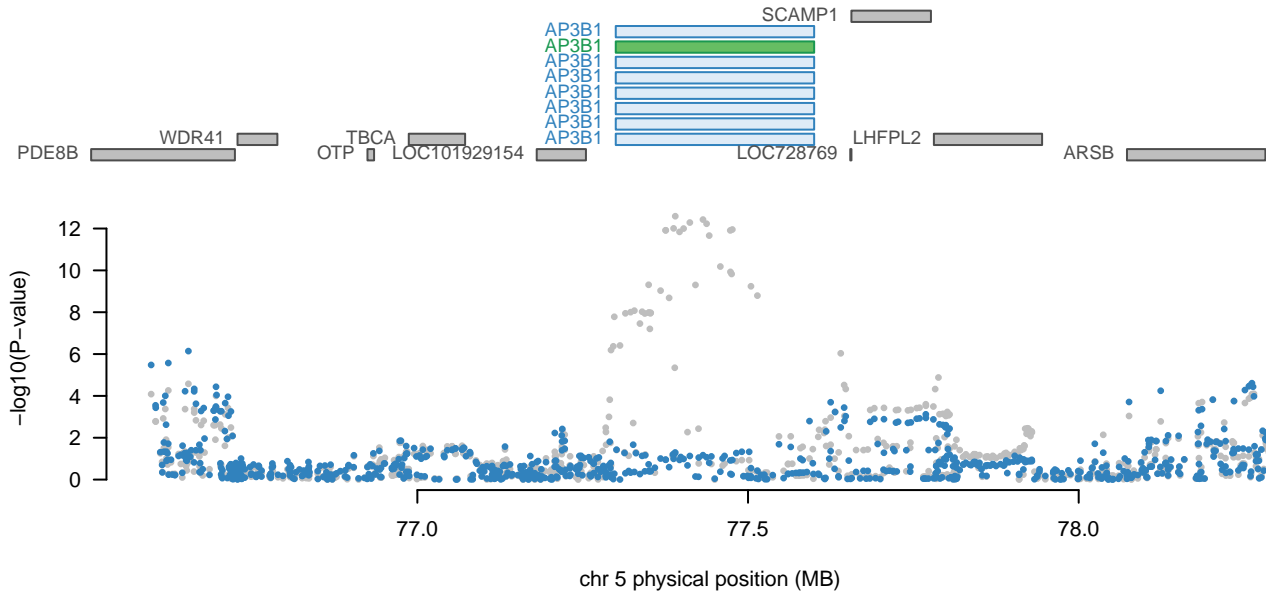 SCAMP1
AP3B1
AP3B1
AP3B1
AP3B1
AP3B1
AP3B1
AP3B1
WDR41 TBCA AP3B1 LHFPL2
PDE8B OTP LOC101929154 LOC728769 ARSB
12
10
8
6
4
2
0
−log10(P−value)
77.0 77.5 78.0
chr 5 physical position (MB)